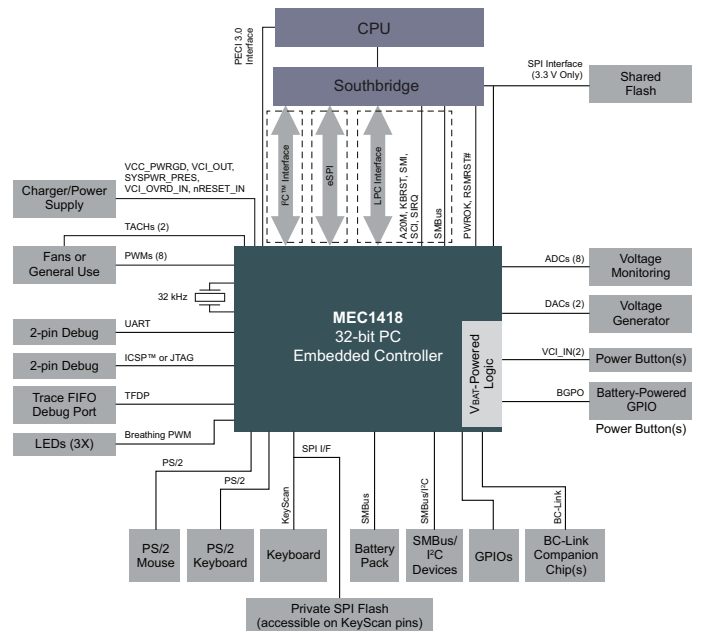 CPU
PECI 3.0
Interface
Southbridge
SPI Interface
(3.3 V Only)
Shared
Flash
I²C™ Interface
eSPI
LPC Interface
A20M, KBRST, SMI,
SCI, SIRQ
SMBus
PWROK, RSMRST#
VCC_PWRGD, VCI_OUT,
SYSPWR_PRES,
VCI_OVRD_IN, nRESET_IN
Charger/Power
Supply
TACHs (2)
Fans or
General Use
PWMs (8)
32 kHz
2-pin Debug
UART
2-pin Debug
ICSP™ or JTAG
Trace FIFO
Debug Port
TFDP
LEDs (3X)
Breathing PWM
MEC1418
32-bit PC
Embedded Controller
VBAT-Powered
Logic
ADCs (8)
Voltage
Monitoring
DACs (2)
Voltage
Generator
VCI_IN(2)
Power Button(s)
BGPO
Battery-Powered
GPIO
Power Button(s)
PS/2
PS/2
KeyScan
SPI I/F
SMBus
SMBus/I²C
BC-Link
PS/2
Mouse
PS/2
Keyboard
Keyboard
Battery
Pack
SMBus/
I²C
Devices
GPIOs
BC-Link
Companion
Chip(s)
Private SPI Flash
(accessible on KeyScan pins)